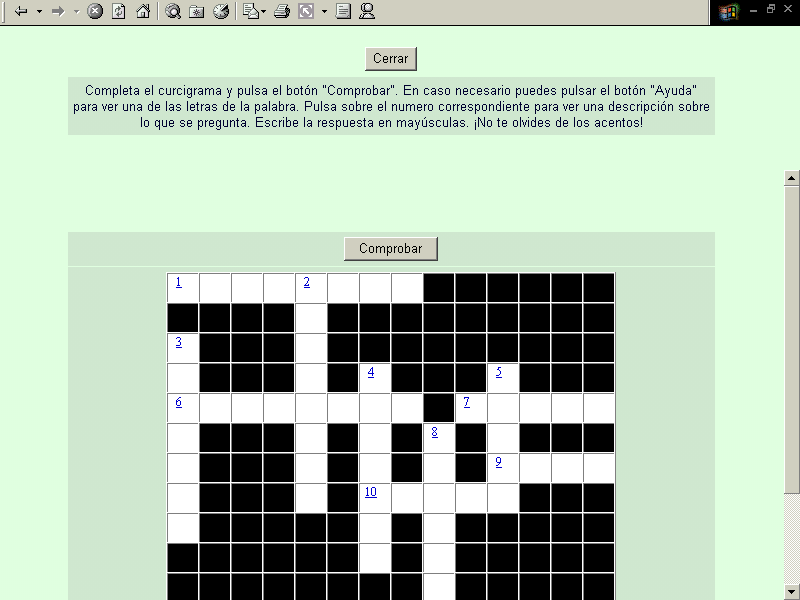 Cerrar
Completa el curcigrama y pulsa el botón "Comprobar". En caso necesario puedes pulsar el botón "Ayuda"
para ver una de las letras de la palabra. Pulsa sobre el numero correspondiente para ver una descripción sobre
lo que se pregunta. Escribe la respuesta en mayúsculas. ¡No te olvides de los acentos!
Comprobar
1 2
3
4 5
6 7
8
9
10